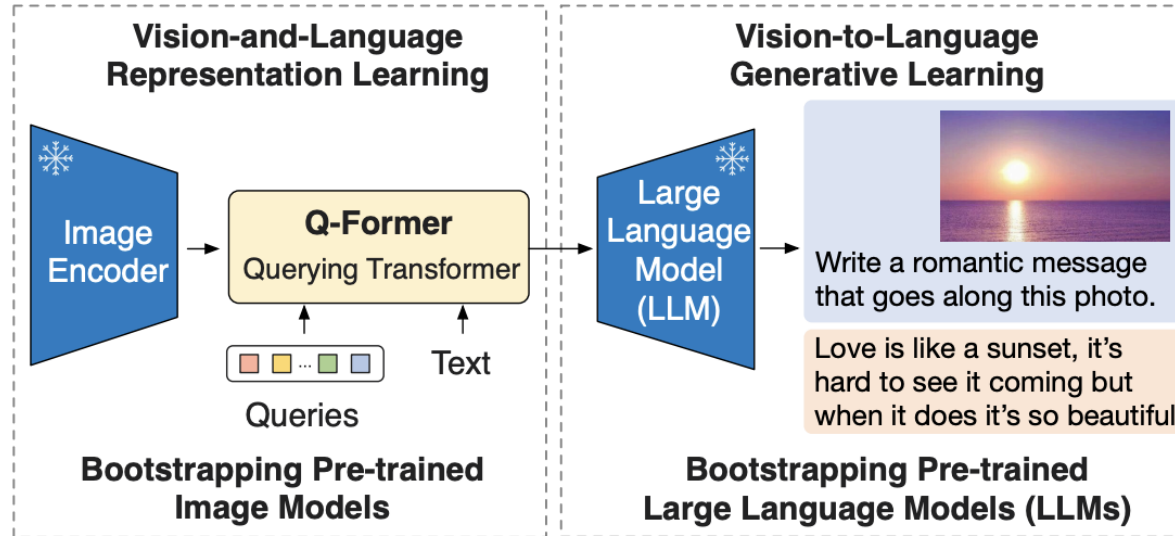 Vision-and-Language
Representation Learning
Image
Encoder
Q-Former
Querying Transformer
...
Queries
Text
Bootstrapping Pre-trained
Image Models
Vision-to-Language
Generative Learning
Large
Language
Model
(LLM)
Write a romantic message
that goes along this photo.
Love is like a sunset, it's
hard to see it coming but
when it does it's so beautiful
Bootstrapping Pre-trained
Large Language Models (LLMs)